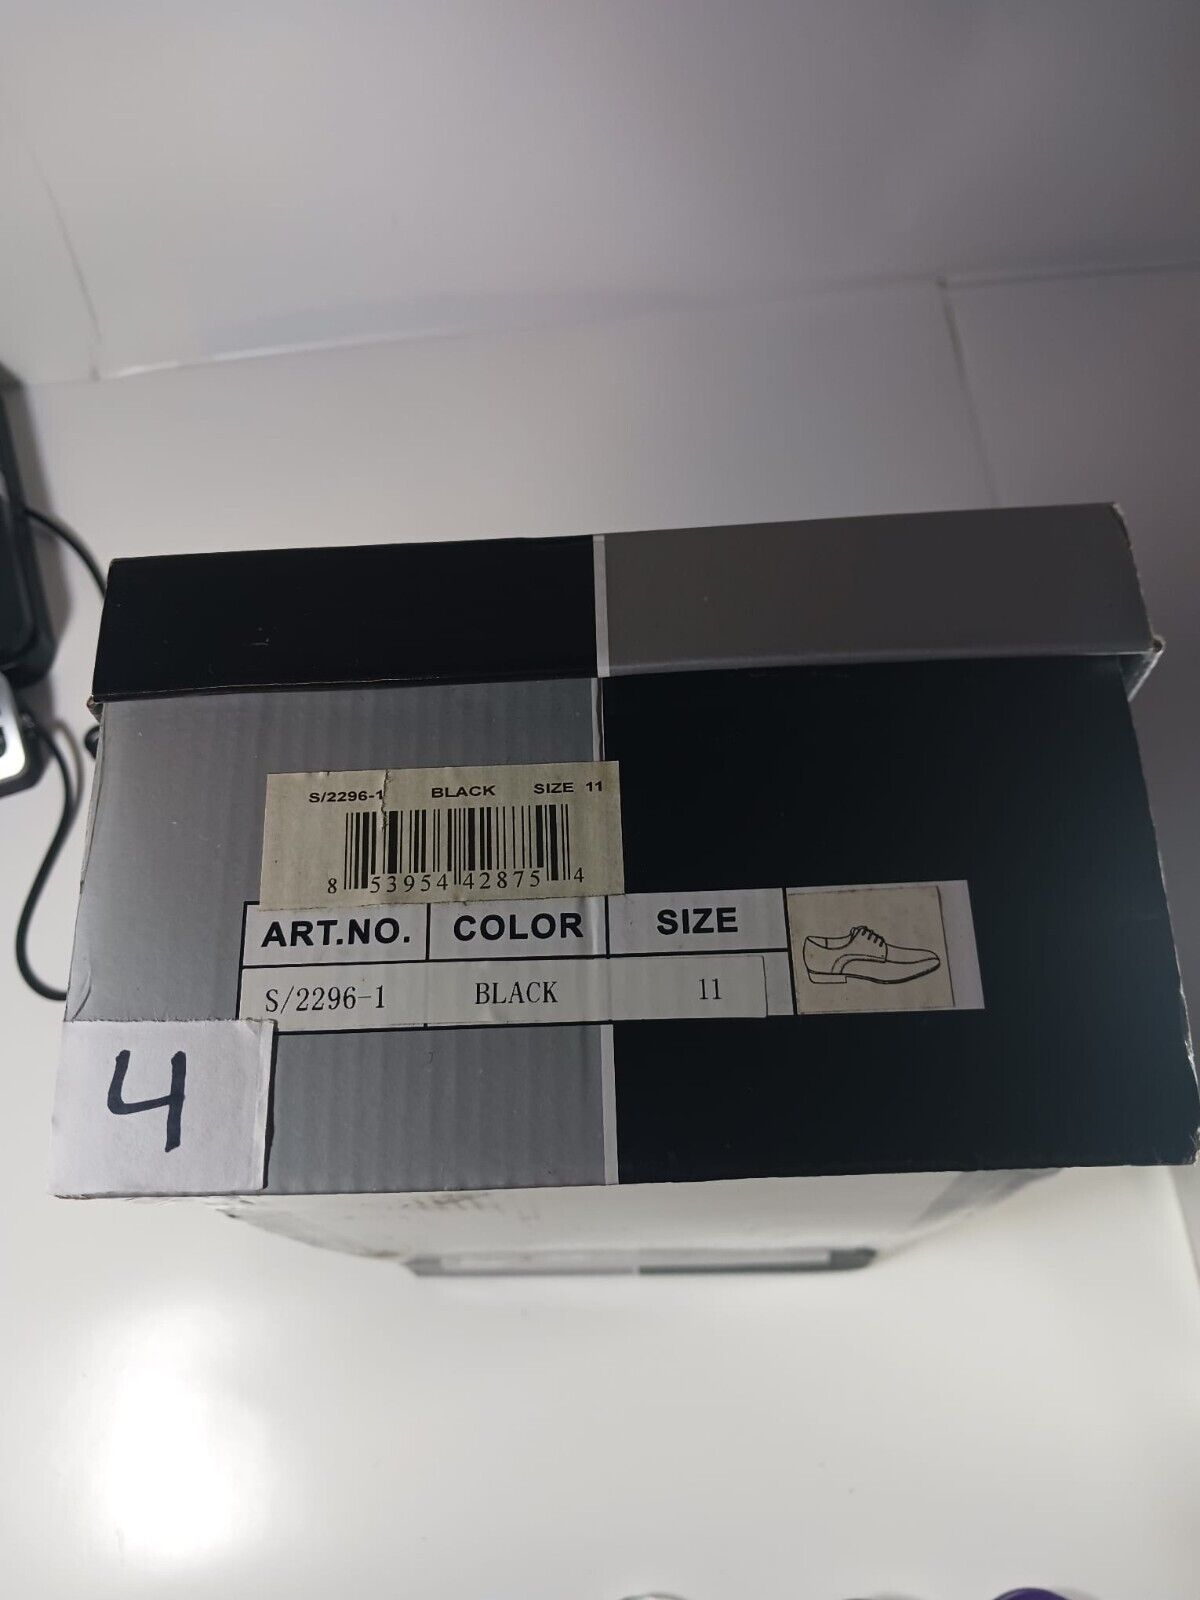 S/2296-1 BLACK SIZE 11
8 53954 42875 4
ART.NO. COLOR SIZE
S/2296-1 BLACK 11
4